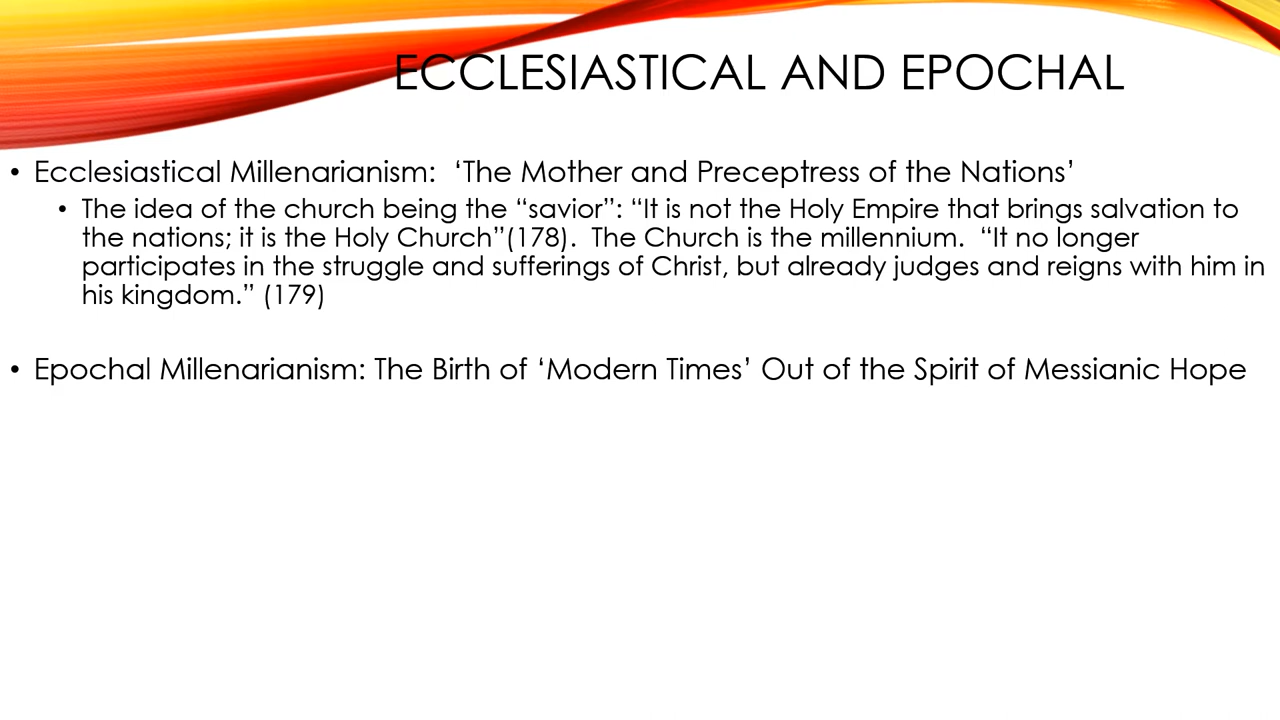 ECCLESIASTICAL AND EPOCHAL
• Ecclesiastical Millenarianism:  ‘The Mother and Preceptress of the Nations’
• The idea of the church being the “savior”: “It is not the Holy Empire that brings salvation to
the nations; it is the Holy Church”(178).  The Church is the millennium.  “It no longer
participates in the struggle and sufferings of Christ, but already judges and reigns with him in
his kingdom.” (179)
• Epochal Millenarianism: The Birth of ‘Modern Times’ Out of the Spirit of Messianic Hope